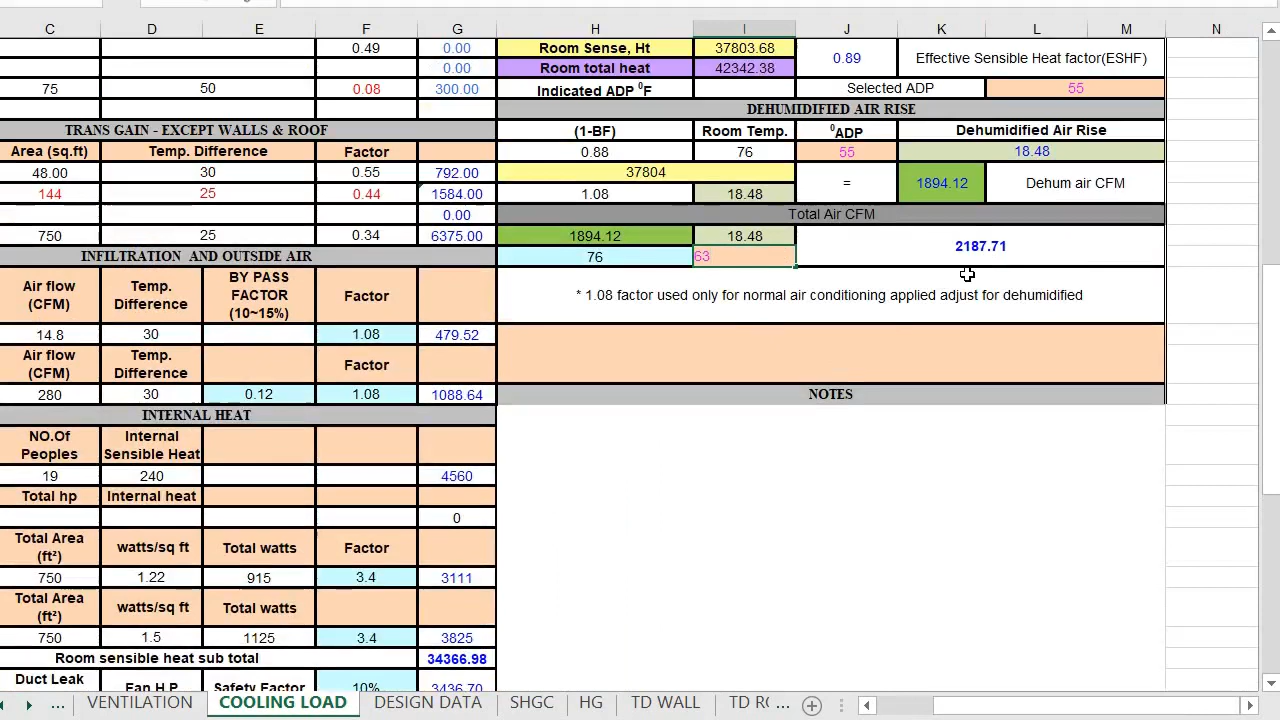 C D E F G H I J K L M N
0.49 0.00 Room Sense, Ht 37803.68 0.89 Effective Sensible Heat factor(ESHF)
0.00 Room total heat 42342.38
75 50 0.08 300.00 Indicated ADP ⁰F Selected ADP 55
DEHUMIDIFIED AIR RISE
TRANS GAIN - EXCEPT WALLS & ROOF (1-BF) Room Temp. ⁰ADP Dehumidified Air Rise
Area (sq.ft) Temp. Difference Factor 0.88 76 55 18.48
48.00 30 0.55 792.00 37804 = 1894.12 Dehum air CFM
144 25 0.44 1584.00 1.08 18.48
0.00 Total Air CFM
750 25 0.34 6375.00 1894.12 18.48 2187.71
INFILTRATION AND OUTSIDE AIR 76 63
Air flow (CFM) Temp. Difference BY PASS FACTOR (10~15%) Factor * 1.08 factor used only for normal air conditioning applied adjust for dehumidified
14.8 30 1.08 479.52
Air flow (CFM) Temp. Difference Factor
280 30 0.12 1.08 1088.64 NOTES
INTERNAL HEAT
NO.Of Peoples Internal Sensible Heat
19 240 4560
Total hp Internal heat
0
Total Area (ft²) watts/sq ft Total watts Factor
750 1.22 915 3.4 3111
Total Area (ft²) watts/sq ft Total watts
750 1.5 1125 3.4 3825
Room sensible heat sub total 34366.98
Duct Leak Fan H.P Safety Factor 10% 3436.70
... VENTILATION COOLING LOAD DESIGN DATA SHGC HG TD WALL TD RO ...